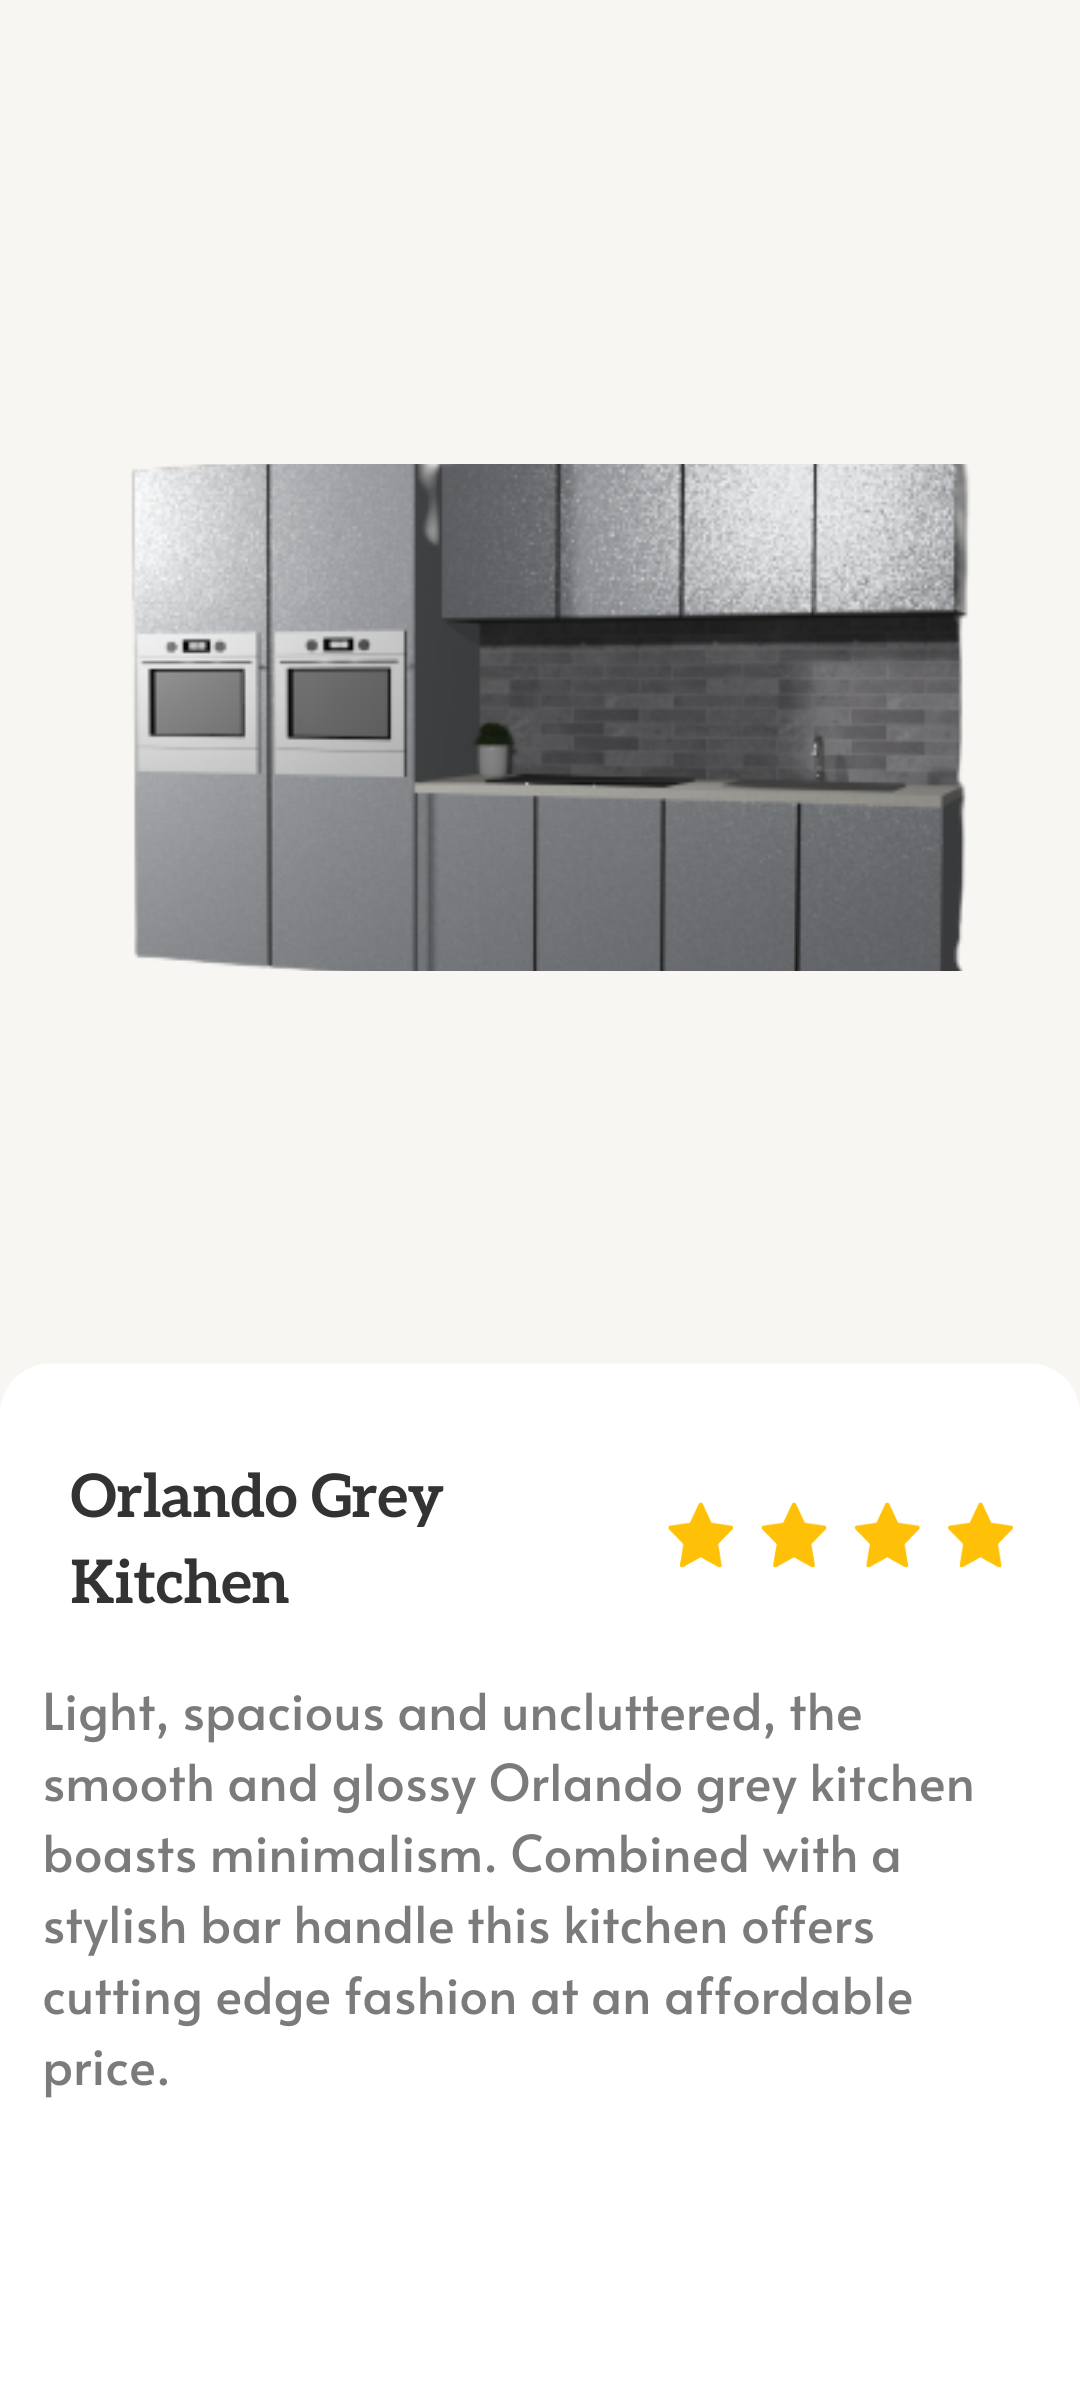 Orlando Grey
Kitchen
Light, spacious and uncluttered, the
smooth and glossy Orlando grey kitchen
boasts minimalism. Combined with a
stylish bar handle this kitchen offers
cutting edge fashion at an affordable
price.